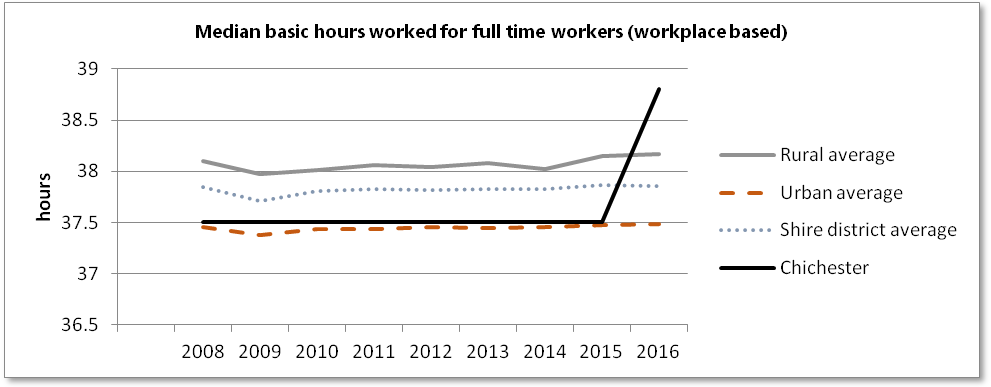 Median basic hours worked for full time workers (workplace based)
39
38.5
38
37.5
37
36.5
hours
2008 2009 2010 2011 2012 2013 2014 2015 2016
Rural average
Urban average
Shire district average
Chichester